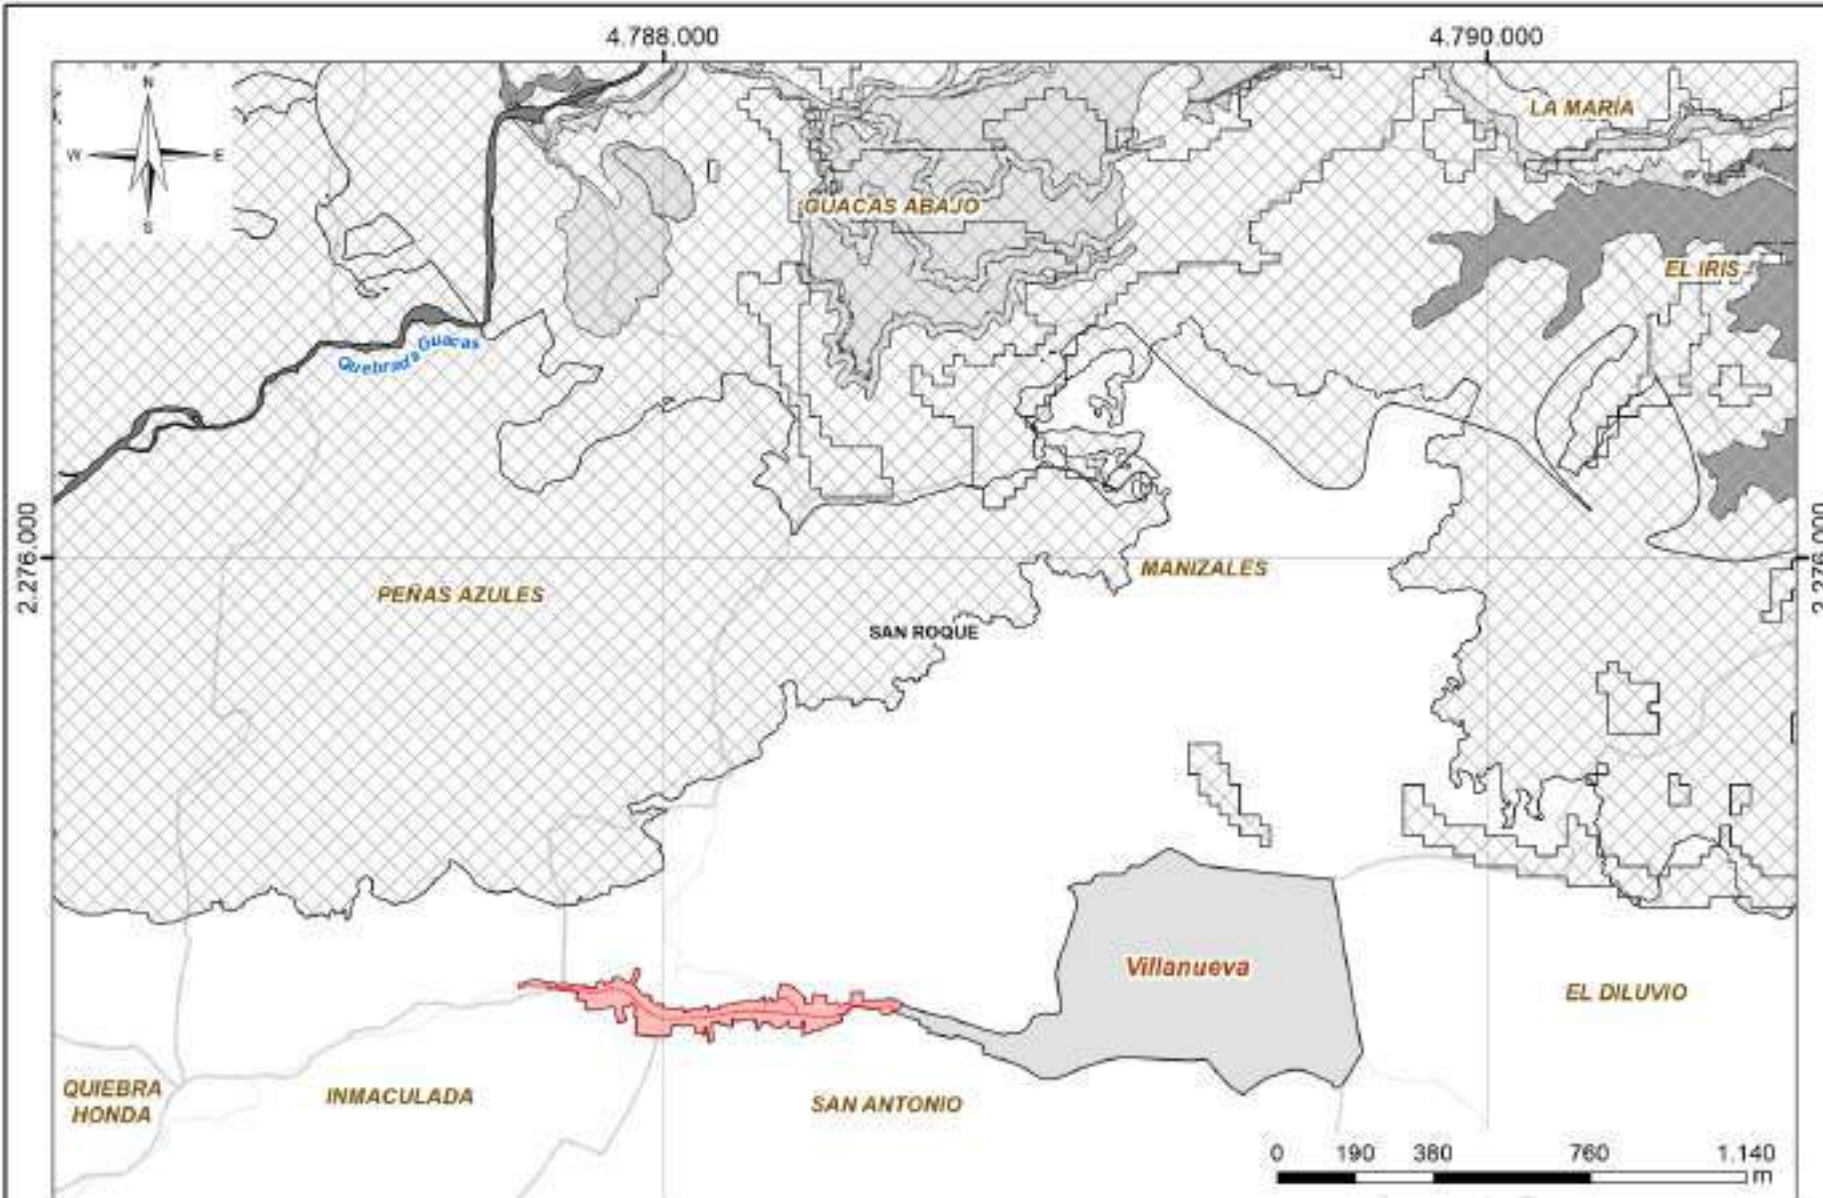 4.788.000
4.790.000
N
W
E
S
LA MARÍA
GUACAS ABAJO
EL IRIS
Quebrada Guacas
2.276.000
2.276.000
PEÑAS AZULES
MANIZALES
SAN ROQUE
Villanueva
EL DILUVIO
QUIEBRA
HONDA
INMACULADA
SAN ANTONIO
0 190 380 760 1.140
m